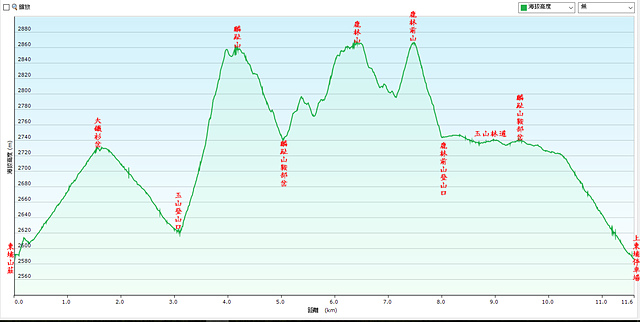 鎖放
海拔高度
無
2880
2860
2840
2820
2800
2780
2760
2740
2720
2700
2680
2660
2640
2620
2600
2580
2560
海拔高度 (m)
東埔山莊
大鐵杉岔
玉山登山口
麟趾山
麟趾山鞍部岔
鹿林山
鹿林前山
鹿林前山登山口
玉山林道
麟趾山鞍部岔
上東埔停車場
0.0
1.0
2.0
3.0
4.0
5.0
6.0
7.0
8.0
9.0
10.0
11.0
11.6
距離 (km)